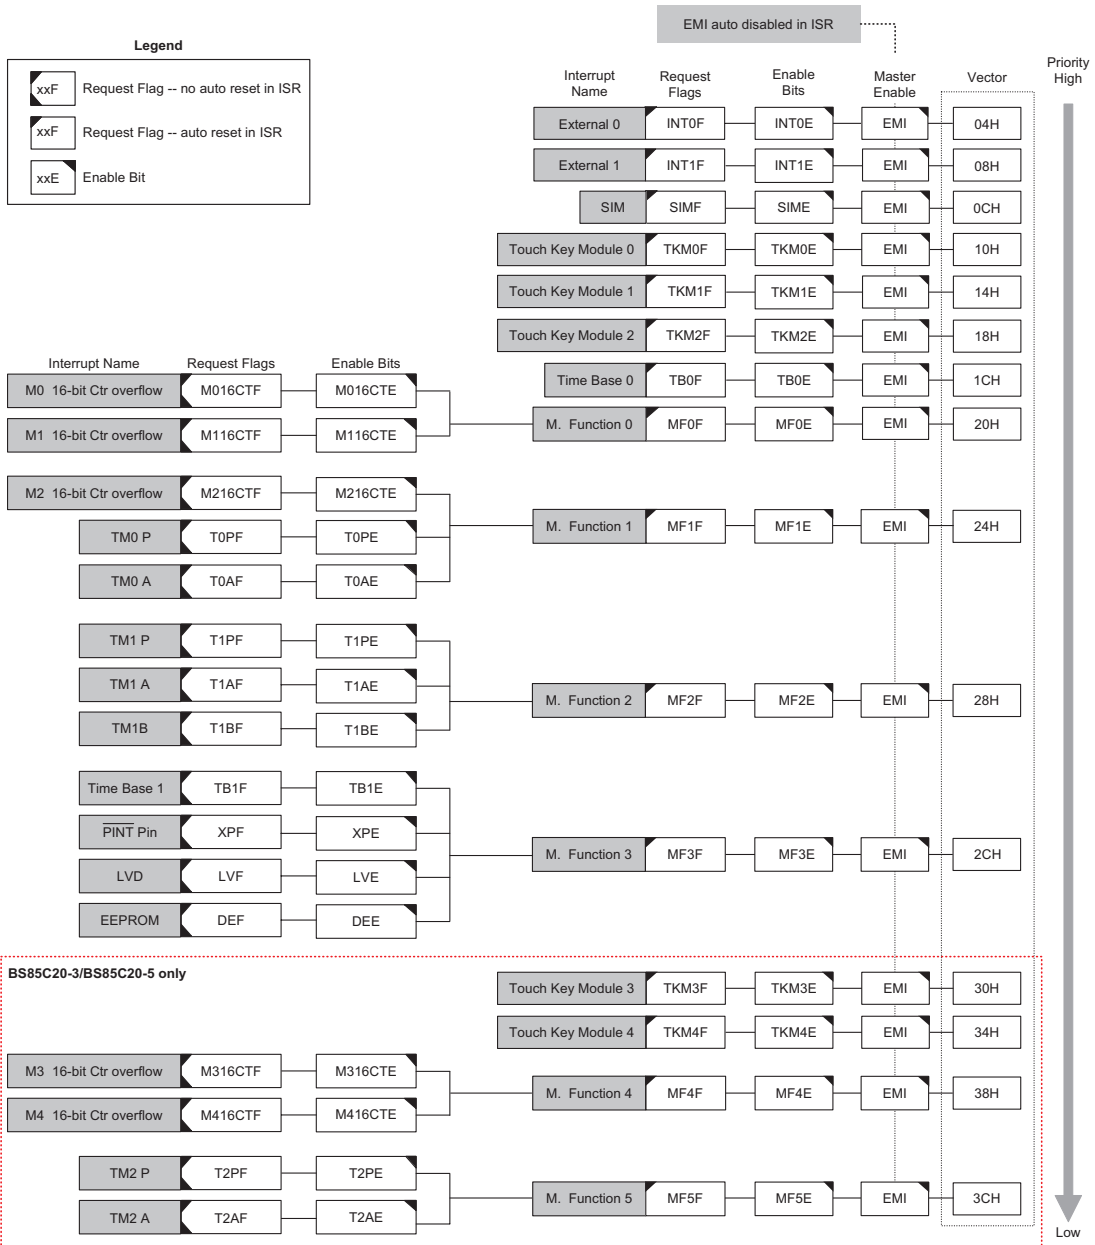 EMI auto disabled in ISR
Legend
xxF Request Flag -- no auto reset in ISR
xxF Request Flag -- auto reset in ISR
xxE Enable Bit
Interrupt Name Request Flags Enable Bits Master Enable Vector Priority High
External 0 INT0F INT0E EMI 04H
External 1 INT1F INT1E EMI 08H
SIM SIMF SIME EMI 0CH
Touch Key Module 0 TKM0F TKM0E EMI 10H
Touch Key Module 1 TKM1F TKM1E EMI 14H
Touch Key Module 2 TKM2F TKM2E EMI 18H
Interrupt Name Request Flags Enable Bits
Time Base 0 TB0F TB0E EMI 1CH
M0 16-bit Ctr overflow M016CTF M016CTE
M. Function 0 MF0F MF0E EMI 20H
M1 16-bit Ctr overflow M116CTF M116CTE
M2 16-bit Ctr overflow M216CTF M216CTE
M. Function 1 MF1F MF1E EMI 24H
TM0 P T0PF T0PE
TM0 A T0AF T0AE
TM1 P T1PF T1PE
TM1 A T1AF T1AE
M. Function 2 MF2F MF2E EMI 28H
TM1B T1BF T1BE
Time Base 1 TB1F TB1E
PINT Pin XPF XPE
M. Function 3 MF3F MF3E EMI 2CH
LVD LVF LVE
EEPROM DEF DEE
BS85C20-3/BS85C20-5 only
Touch Key Module 3 TKM3F TKM3E EMI 30H
Touch Key Module 4 TKM4F TKM4E EMI 34H
M3 16-bit Ctr overflow M316CTF M316CTE
M. Function 4 MF4F MF4E EMI 38H
M4 16-bit Ctr overflow M416CTF M416CTE
TM2 P T2PF T2PE
M. Function 5 MF5F MF5E EMI 3CH
TM2 A T2AF T2AE
Low